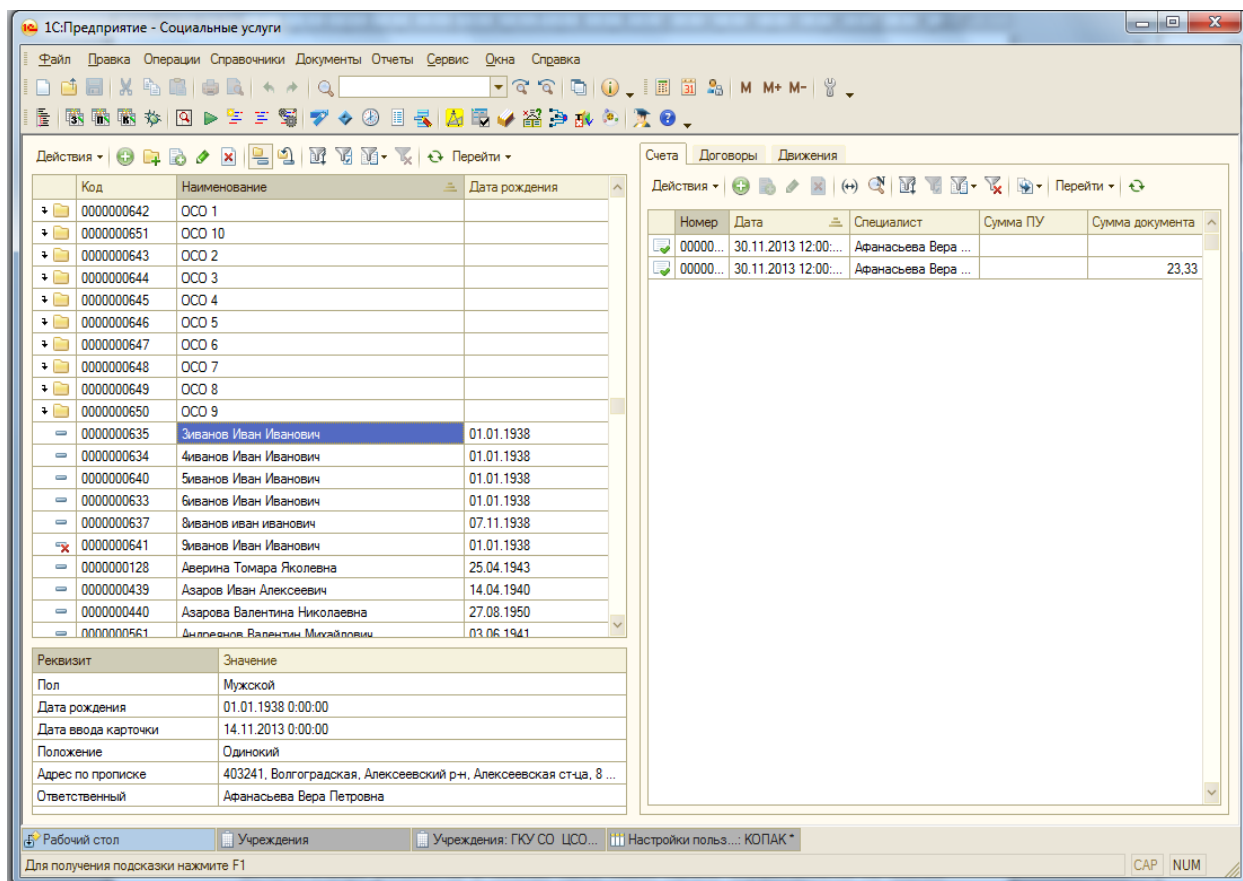 1С:Предприятие - Социальные услуги
Файл Правка Операции Справочники Документы Отчеты Сервис Окна Справка
M M+ M-
Действия Перейти
Код Наименование Дата рождения
0000000642 ОСО 1
0000000651 ОСО 10
0000000643 ОСО 2
0000000644 ОСО 3
0000000645 ОСО 4
0000000646 ОСО 5
0000000647 ОСО 6
0000000648 ОСО 7
0000000649 ОСО 8
0000000650 ОСО 9
0000000635 3иванов Иван Иванович 01.01.1938
0000000634 4иванов Иван Иванович 01.01.1938
0000000640 5иванов Иван Иванович 01.01.1938
0000000633 6иванов Иван Иванович 01.01.1938
0000000637 8иванов иван иванович 07.11.1938
0000000641 9иванов Иван Иванович 01.01.1938
0000000128 Аверина Томара Яколевна 25.04.1943
0000000439 Азаров Иван Алексеевич 14.04.1940
0000000440 Азарова Валентина Николаевна 27.08.1950
0000000561 Андреянов Валентин Михайлович 03.06.1941
Реквизит Значение
Пол Мужской
Дата рождения 01.01.1938 0:00:00
Дата ввода карточки 14.11.2013 0:00:00
Положение Одинокий
Адрес по прописке 403241, Волгоградская, Алексеевский р-н, Алексеевская ст-ца, 8 ...
Ответственный Афанасьева Вера Петровна
Счета Договоры Движения
Действия Перейти
Номер Дата Специалист Сумма ПУ Сумма документа
00000... 30.11.2013 12:00:... Афанасьева Вера ...
00000... 30.11.2013 12:00:... Афанасьева Вера ... 23,33
Рабочий стол Учреждения Учреждения: ГКУ СО ЦСО... Настройки польз...: КОПАК *
Для получения подсказки нажмите F1 CAP NUM